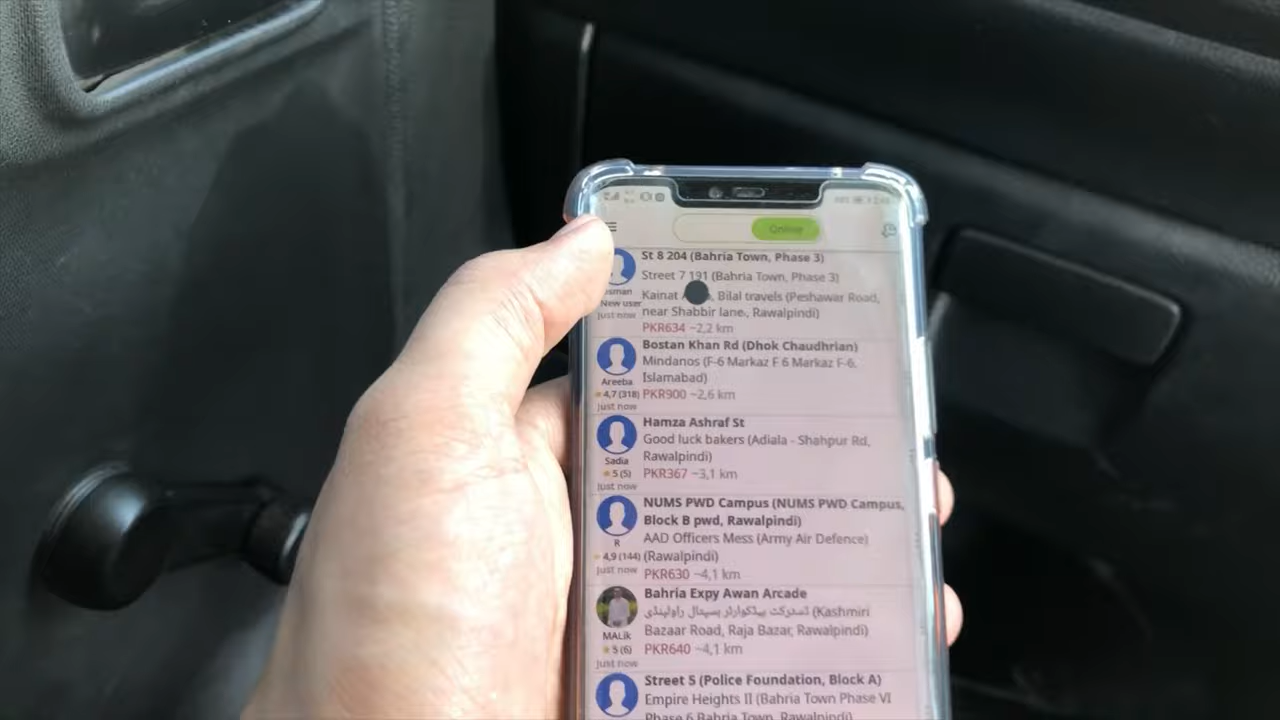 Online
St 8 204 (Bahria Town, Phase 3)
Street 7 191 (Bahria Town, Phase 3)
Kainat Bilal travels (Peshawar Road,
near Shabbir lane., Rawalpindi)
PKR634 ~2,2 km
sman
New user
Just now
Bostan Khan Rd (Dhok Chaudhrian)
Mindanos (F-6 Markaz F 6 Markaz F-6,
Islamabad)
PKR900 ~2,6 km
Areeba
4,7 (318)
Just now
Hamza Ashraf St
Good luck bakers (Adiala - Shahpur Rd,
Rawalpindi)
PKR367 ~3,1 km
Sadia
5 (5)
Just now
NUMS PWD Campus (NUMS PWD Campus,
Block B pwd, Rawalpindi)
AAD Officers Mess (Army Air Defence)
(Rawalpindi)
PKR630 ~4,1 km
R
4,9 (144)
Just now
Bahria Expy Awan Arcade
ڈسٹرکٹ ہیڈکوارٹر ہسپتال راولپنڈی (Kashmiri
Bazaar Road, Raja Bazar, Rawalpindi)
PKR640 ~4,1 km
MALik
5 (6)
Just now
Street 5 (Police Foundation, Block A)
Empire Heights II (Bahria Town Phase VI
Phase 6 Bahria Town, Rawalpindi)